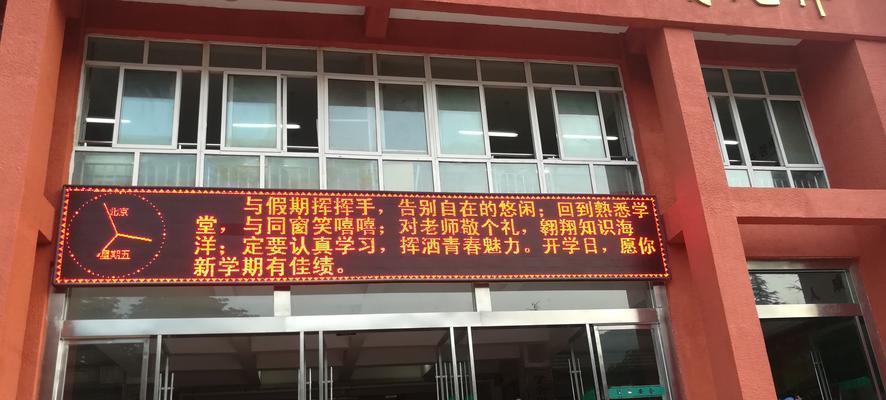 北京
星期五
与假期挥挥手，告别自在的悠闲；回到熟悉学
堂，与同窗笑嘻嘻；对老师敬个礼，翱翔知识海
洋；定要认真学习，挥洒青春魅力。开学日，愿你
新学期有佳绩。